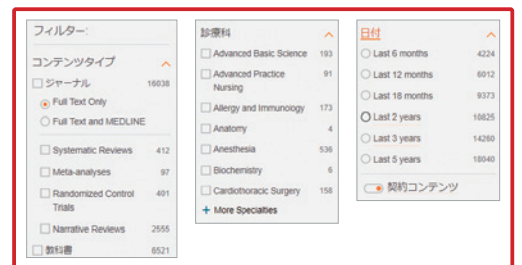 フィルター:
コンテンツタイプ
ジャーナル 16038
Full Text Only
Full Text and MEDLINE
Systematic Reviews 412
Meta-analyses 97
Randomized Control Trials 401
Narrative Reviews 2555
教科書 6521
診療科
Advanced Basic Science 193
Advanced Practice Nursing 91
Allergy and Immunology 173
Anatomy 4
Anesthesia 536
Biochemistry 6
Cardiothoracic Surgery 158
+ More Specialties
日付
Last 6 months 4224
Last 12 months 6012
Last 18 months 9373
Last 2 years 10825
Last 3 years 14260
Last 5 years 18040
契約コンテンツ